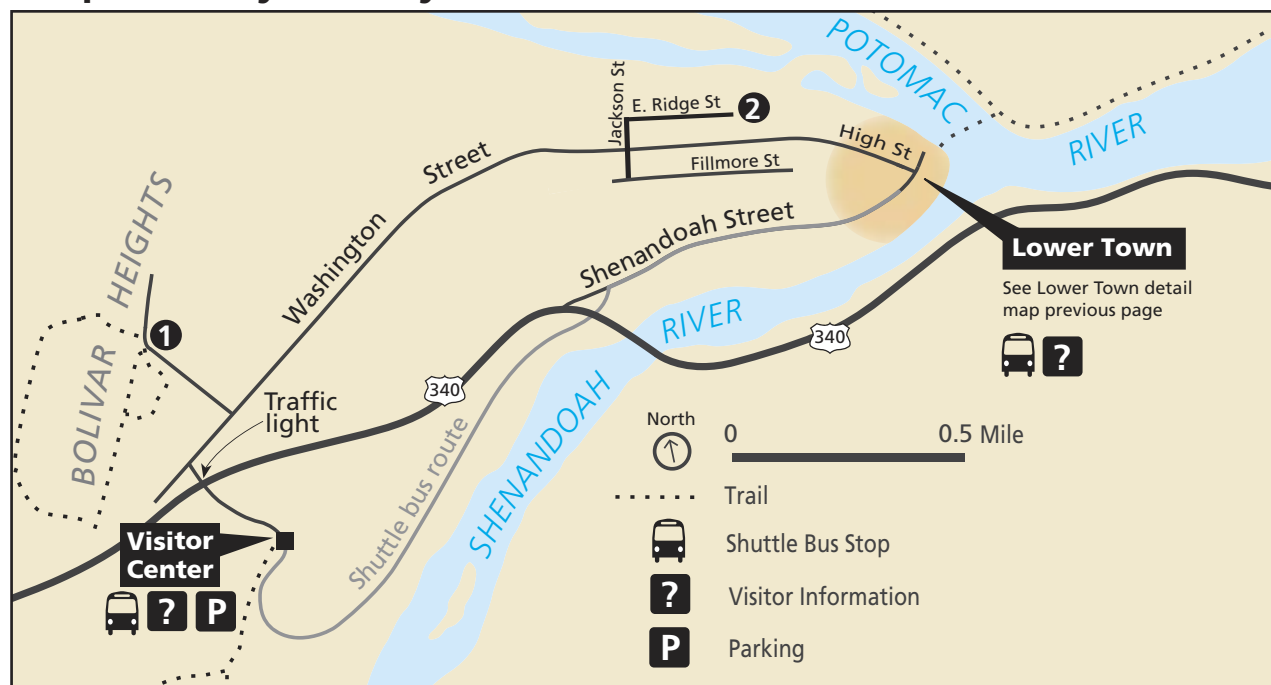 POTOMAC
RIVER
Jackson St
E. Ridge St
2
High St
Street
Fillmore St
Washington
Shenandoah Street
Lower Town
See Lower Town detail
map previous page
?
BOLIVAR HEIGHTS
1
RIVER
340
340
Traffic
light
SHENANDOAH
Shuttle bus route
Visitor
Center
?
P
North
0
0.5 Mile
Trail
Shuttle Bus Stop
?
Visitor Information
P
Parking